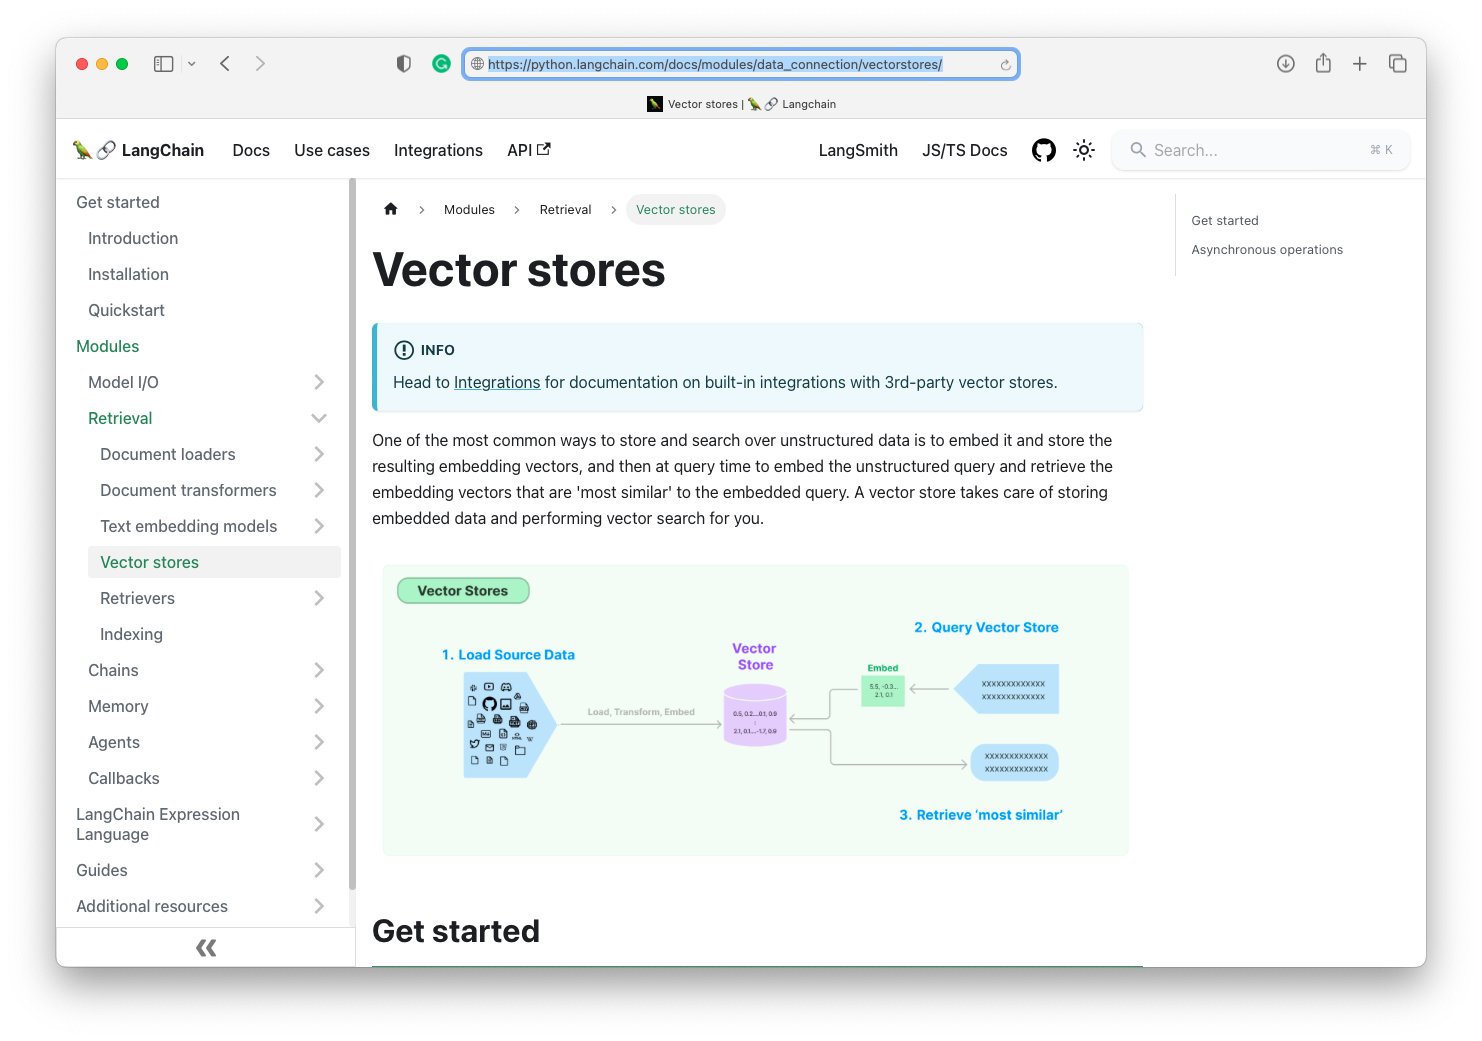 https://python.langchain.com/docs/modules/data_connection/vectorstores/
Vector stores | 🦜🔗 Langchain
LangChain
Docs
Use cases
Integrations
API
LangSmith
JS/TS Docs
Search...
⌘ K
Get started
Introduction
Installation
Quickstart
Modules
Model I/O
Retrieval
Document loaders
Document transformers
Text embedding models
Vector stores
Retrievers
Indexing
Chains
Memory
Agents
Callbacks
LangChain Expression
Language
Guides
Additional resources
Modules
Retrieval
Vector stores
Vector stores
INFO
Head to Integrations for documentation on built-in integrations with 3rd-party vector stores.
One of the most common ways to store and search over unstructured data is to embed it and store the
resulting embedding vectors, and then at query time to embed the unstructured query and retrieve the
embedding vectors that are 'most similar' to the embedded query. A vector store takes care of storing
embedded data and performing vector search for you.
Vector Stores
1. Load Source Data
Load, Transform, Embed
Vector
Store
0.5, 0.2....0.1, 0.9
2.1, 0.1....-1.7, 0.9
2. Query Vector Store
Embed
5.5, -0.3...
2.1, 0.1
XXXXXXXXXXXXX
XXXXXXXXXXXXX
XXXXXXXXXXXXX
XXXXXXXXXXXXX
3. Retrieve 'most similar'
Get started
Get started
Asynchronous operations